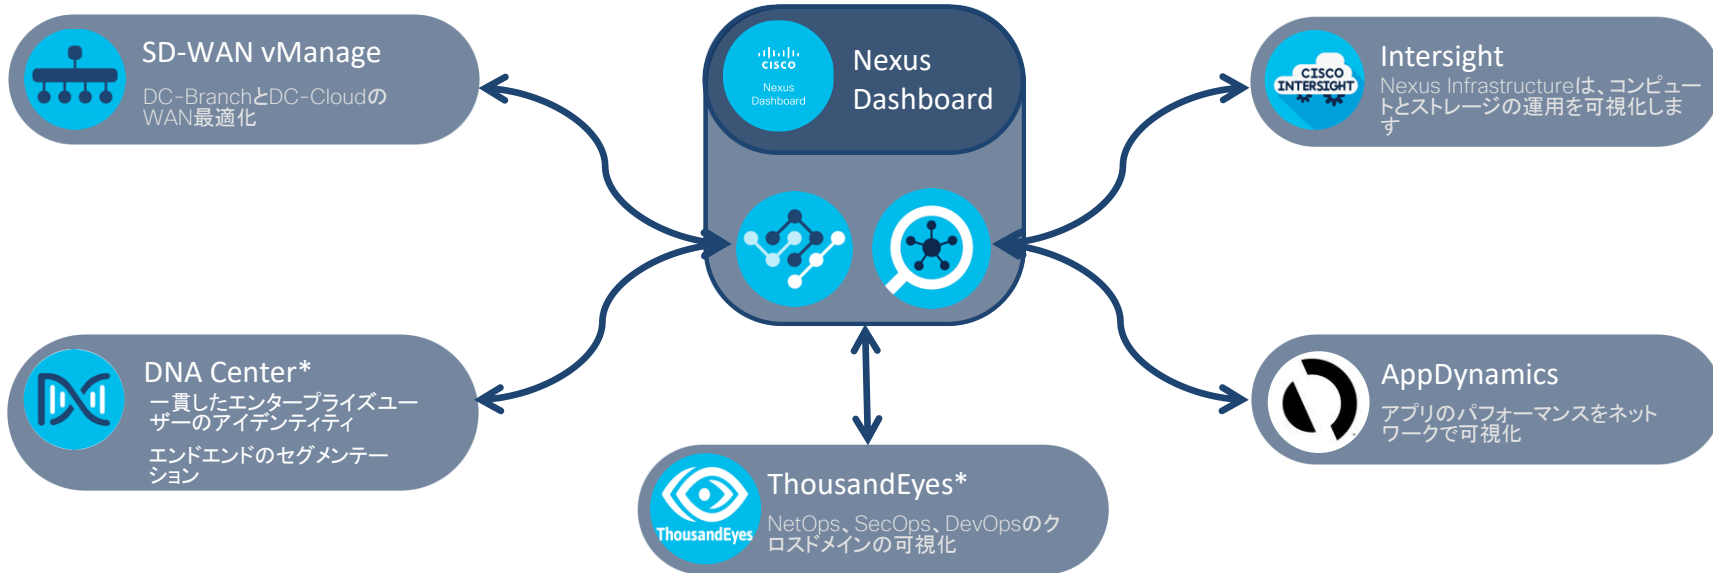 SD-WAN vManage
DC-BranchとDC-Cloudの
WAN最適化
CISCO
Nexus
Dashboard
Nexus
Dashboard
CISCO
INTERSIGHT
Intersight
Nexus Infrastructureは、コンピュー
トとストレージの運用を可視化しま
す
DNA Center*
一貫したエンタープライズユー
ザーのアイデンティティ
エンドエンドのセグメンテー
ション
ThousandEyes
ThousandEyes*
NetOps、SecOps、DevOpsのク
ロスドメインの可視化
AppDynamics
アプリのパフォーマンスをネット
ワークで可視化